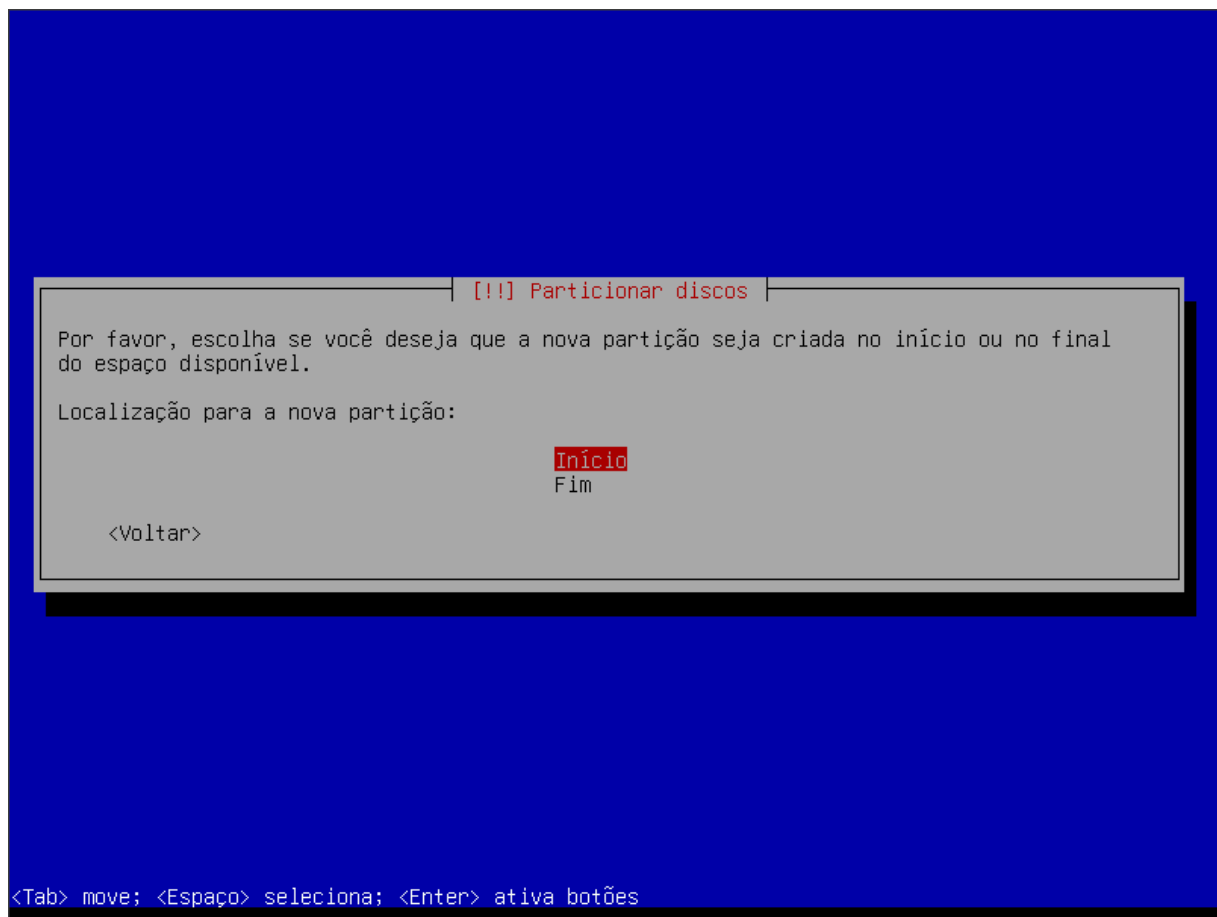 [!!] Particionar discos
Por favor, escolha se você deseja que a nova partição seja criada no início ou no final
do espaço disponível.
Localização para a nova partição:
Início
Fim
<Voltar>
<Tab> move; <Espaço> seleciona; <Enter> ativa botões